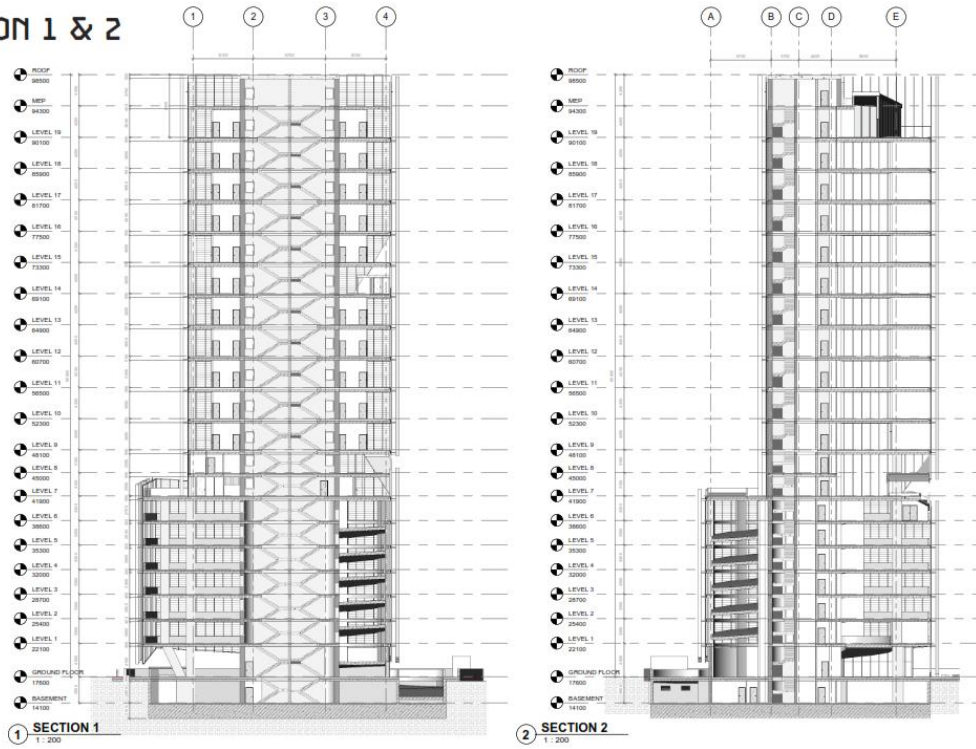 ON 1 & 2
1 2 3 4
ROOF
98500
MEP
94300
LEVEL 19
90100
LEVEL 18
85900
LEVEL 17
81700
LEVEL 16
77500
LEVEL 15
73300
LEVEL 14
69100
LEVEL 13
64900
LEVEL 12
60700
LEVEL 11
56500
LEVEL 10
52300
LEVEL 9
48100
LEVEL 8
45000
LEVEL 7
41900
LEVEL 6
38600
LEVEL 5
35300
LEVEL 4
32000
LEVEL 3
28700
LEVEL 2
25400
LEVEL 1
22100
GROUND FLOOR
17600
BASEMENT
14100
1 SECTION 1
1 : 200
A B C D E
ROOF
98500
MEP
94300
LEVEL 19
90100
LEVEL 18
85900
LEVEL 17
81700
LEVEL 16
77500
LEVEL 15
73300
LEVEL 14
69100
LEVEL 13
64900
LEVEL 12
60700
LEVEL 11
56500
LEVEL 10
52300
LEVEL 9
48100
LEVEL 8
45000
LEVEL 7
41900
LEVEL 6
38600
LEVEL 5
35300
LEVEL 4
32000
LEVEL 3
28700
LEVEL 2
25400
LEVEL 1
22100
GROUND FLOOR
17600
BASEMENT
14100
2 SECTION 2
1 : 200